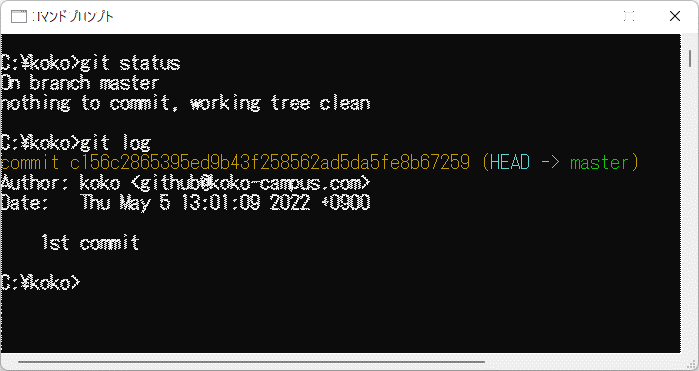 コマンド プロンプト
C:¥koko>git status
On branch master
nothing to commit, working tree clean
C:¥koko>git log
commit c156c2865395ed9b43f258562ad5da5fe8b67259 (HEAD -> master)
Author: koko <github@koko-campus.com>
Date:   Thu May 5 13:01:09 2022 +0900
1st commit
C:¥koko>